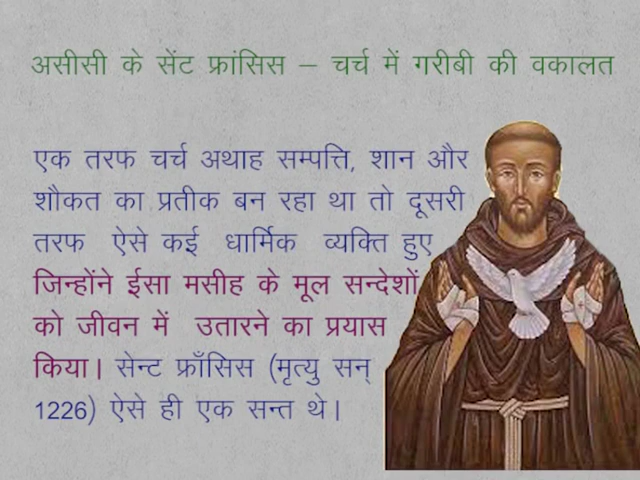 असीसी के सेंट फ्रांसिस – चर्च में गरीबी की वकालत
एक तरफ चर्च अथाह सम्पत्ति, शान और
शौकत का प्रतीक बन रहा था तो दूसरी
तरफ ऐसे कई धार्मिक व्यक्ति हुए
जिन्होंने ईसा मसीह के मूल सन्देशों
को जीवन में उतारने का प्रयास
किया। सेन्ट फ्राँसिस (मृत्यु सन्
1226) ऐसे ही एक सन्त थे।